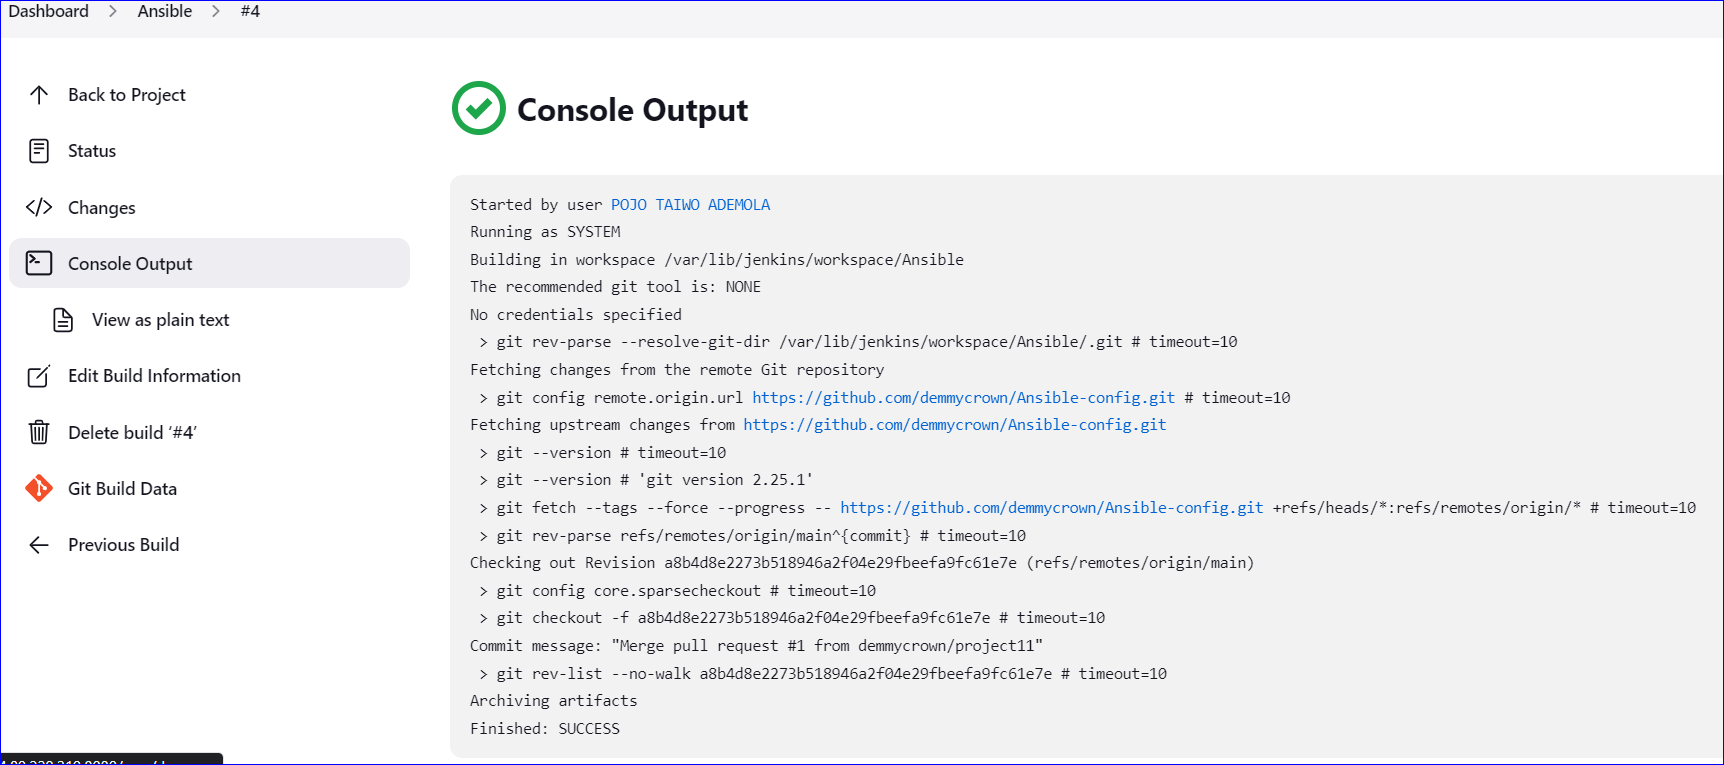 Dashboard > Ansible > #4
Back to Project
Status
Changes
Console Output
View as plain text
Edit Build Information
Delete build ‘#4’
Git Build Data
Previous Build
Console Output
Started by user POJO TAIWO ADEMOLA
Running as SYSTEM
Building in workspace /var/lib/jenkins/workspace/Ansible
The recommended git tool is: NONE
No credentials specified
> git rev-parse --resolve-git-dir /var/lib/jenkins/workspace/Ansible/.git # timeout=10
Fetching changes from the remote Git repository
> git config remote.origin.url https://github.com/demmycrown/Ansible-config.git # timeout=10
Fetching upstream changes from https://github.com/demmycrown/Ansible-config.git
> git --version # timeout=10
> git --version # 'git version 2.25.1'
> git fetch --tags --force --progress -- https://github.com/demmycrown/Ansible-config.git +refs/heads/*:refs/remotes/origin/* # timeout=10
> git rev-parse refs/remotes/origin/main^{commit} # timeout=10
Checking out Revision a8b4d8e2273b518946a2f04e29fbeefa9fc61e7e (refs/remotes/origin/main)
> git config core.sparsecheckout # timeout=10
> git checkout -f a8b4d8e2273b518946a2f04e29fbeefa9fc61e7e # timeout=10
Commit message: "Merge pull request #1 from demmycrown/project11"
> git rev-list --no-walk a8b4d8e2273b518946a2f04e29fbeefa9fc61e7e # timeout=10
Archiving artifacts
Finished: SUCCESS